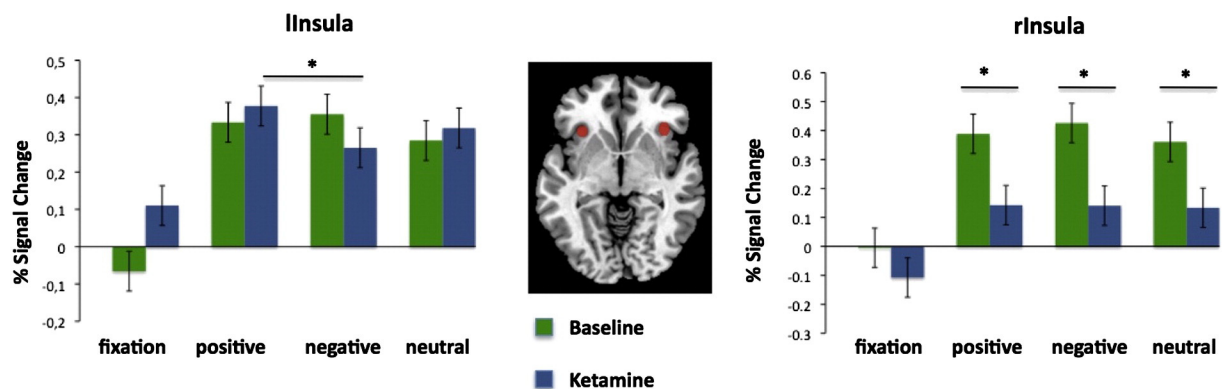 lInsula
*
% Signal Change
0,5
0,4
0,3
0,2
0,1
0
-0,1
-0,2
fixation positive negative neutral
Baseline
Ketamine
rInsula
* * *
% Signal Change
0.6
0.5
0.4
0.3
0.2
0.1
0
-0.1
-0.2
-0.3
fixation positive negative neutral